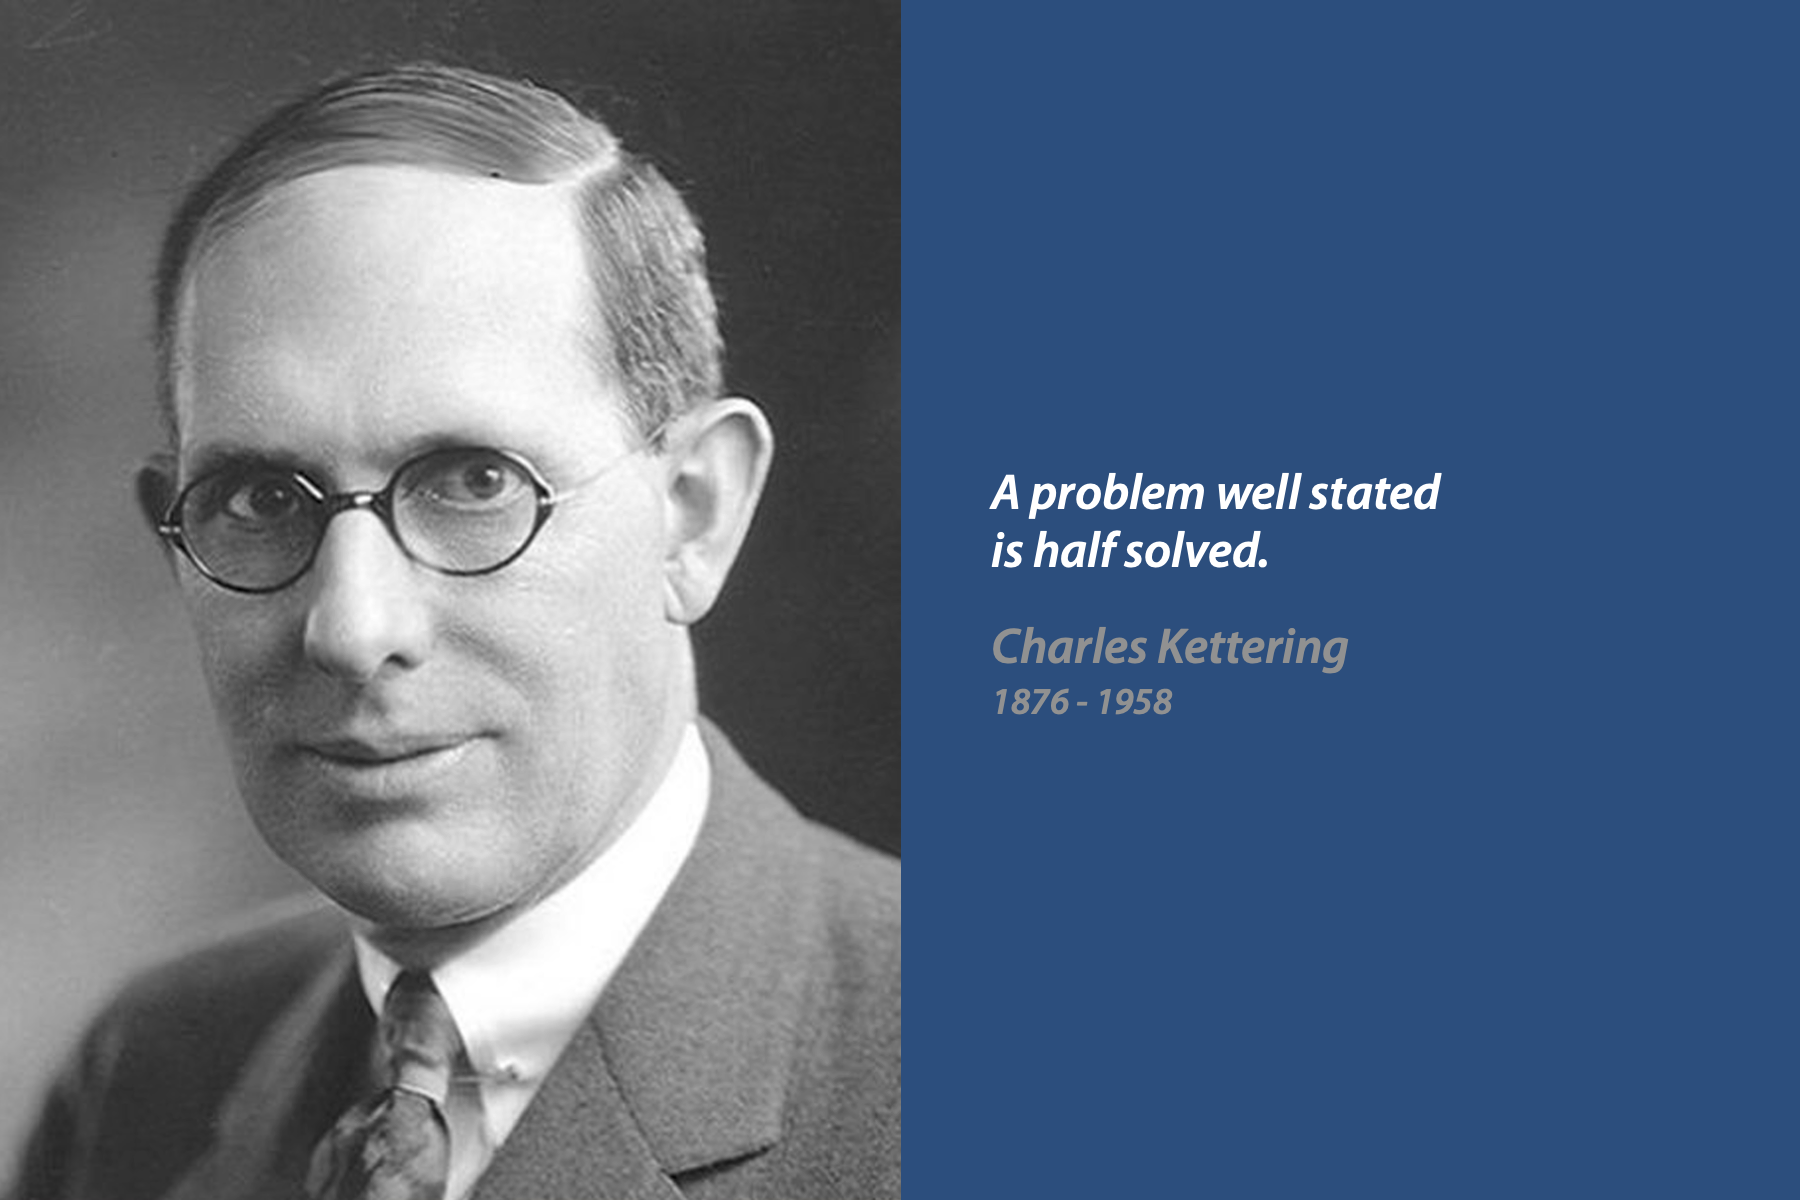 A problem well stated
is half solved.
Charles Kettering
1876 - 1958